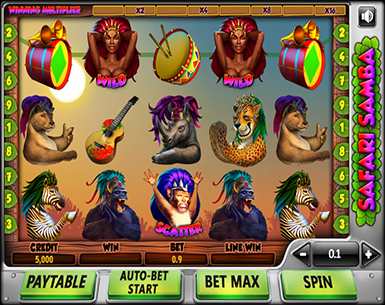 WINNING MULTIPLIER X2 X4 X8 X16
WILD WILD
SCATTER
SAFARI SAMBA
CREDIT WIN BET LINE WIN
5,000 0.9
- 0.1 +
PAYTABLE AUTO-BET START BET MAX SPIN